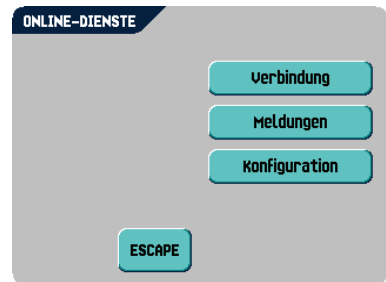 ONLINE-DIENSTE
Verbindung
Meldungen
Konfiguration
ESCAPE